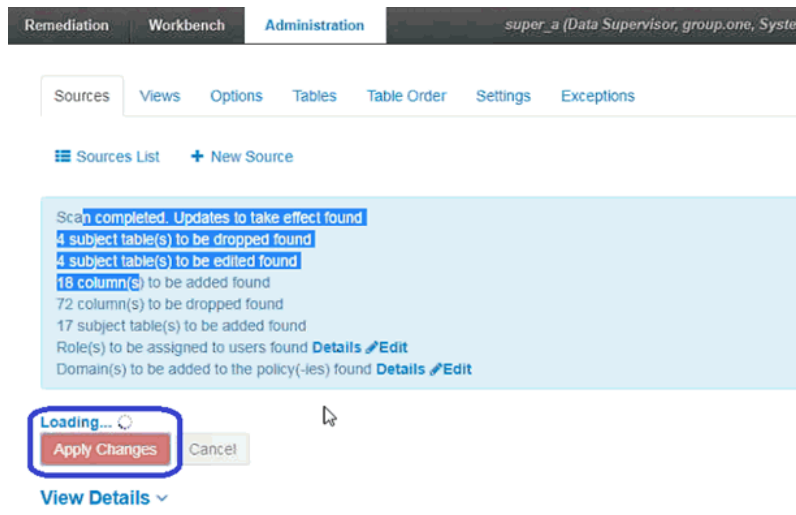 Remediation Workbench Administration super_a (Data Supervisor, group.one, Syste
Sources Views Options Tables Table Order Settings Exceptions
Sources List + New Source
Scan completed. Updates to take effect found
4 subject table(s) to be dropped found
4 subject table(s) to be edited found
18 column(s) to be added found
72 column(s) to be dropped found
17 subject table(s) to be added found
Role(s) to be assigned to users found Details Edit
Domain(s) to be added to the policy(-ies) found Details Edit
Loading...
Apply Changes Cancel
View Details